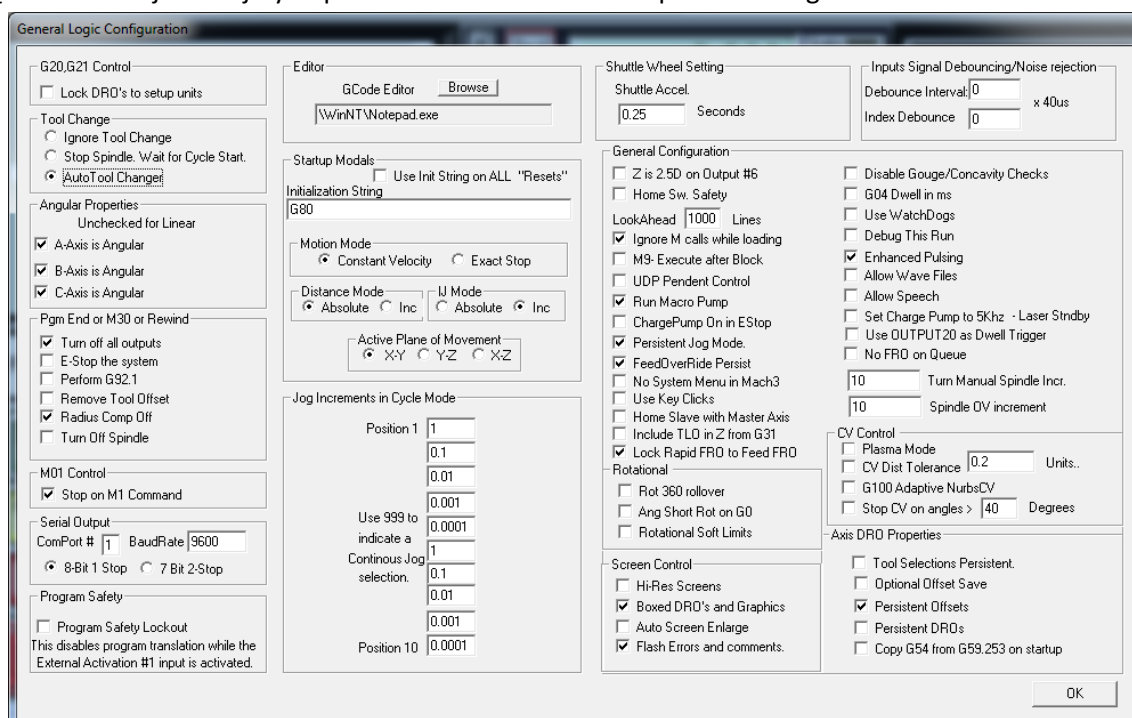 General Logic Configuration
G20,G21 Control
Lock DRO's to setup units
Tool Change
Ignore Tool Change
Stop Spindle. Wait for Cycle Start.
AutoTool Changer
Angular Properties
Unchecked for Linear
A-Axis is Angular
B-Axis is Angular
C-Axis is Angular
Pgm End or M30 or Rewind
Turn off all outputs
E-Stop the system
Perform G92.1
Remove Tool Offset
Radius Comp Off
Turn Off Spindle
M01 Control
Stop on M1 Command
Serial Output
ComPort # 1 BaudRate 9600
8-Bit 1 Stop 7 Bit 2-Stop
Program Safety
Program Safety Lockout
This disables program translation while the
External Activation #1 input is activated.
Editor
GCode Editor Browse
\WinNT\Notepad.exe
Startup Modals
Use Init String on ALL "Resets"
Initialization String
G80
Motion Mode
Constant Velocity Exact Stop
Distance Mode
Absolute Inc
IJ Mode
Absolute Inc
Active Plane of Movement
X-Y Y-Z X-Z
Jog Increments in Cycle Mode
Position 1 1
0.1
0.01
0.001
Use 999 to
indicate a
Continous Jog
selection.
0.0001
1
0.1
0.01
0.001
Position 10 0.0001
Shuttle Wheel Setting
Shuttle Accel.
0.25 Seconds
Inputs Signal Debouncing/Noise rejection
Debounce Interval: 0
x 40us
Index Debounce 0
General Configuration
Z is 2.5D on Output #6
Home Sw. Safety
LookAhead 1000 Lines
Ignore M calls while loading
M9- Execute after Block
UDP Pendent Control
Run Macro Pump
ChargePump On in EStop
Persistent Jog Mode.
FeedOverRide Persist
No System Menu in Mach3
Use Key Clicks
Home Slave with Master Axis
Include TLO in Z from G31
Lock Rapid FRO to Feed FRO
Disable Gouge/Concavity Checks
G04 Dwell in ms
Use WatchDogs
Debug This Run
Enhanced Pulsing
Allow Wave Files
Allow Speech
Set Charge Pump to 5Khz - Laser Stndby
Use OUTPUT20 as Dwell Trigger
No FRO on Queue
10 Turn Manual Spindle Incr.
10 Spindle OV increment
Rotational
Rot 360 rollover
Ang Short Rot on G0
Rotational Soft Limits
Screen Control
Hi-Res Screens
Boxed DRO's and Graphics
Auto Screen Enlarge
Flash Errors and comments.
CV Control
Plasma Mode
CV Dist Tolerance 0.2 Units..
G100 Adaptive NurbsCV
Stop CV on angles > 40 Degrees
Axis DRO Properties
Tool Selections Persistent.
Optional Offset Save
Persistent Offsets
Persistent DROs
Copy G54 from G59.253 on startup
OK